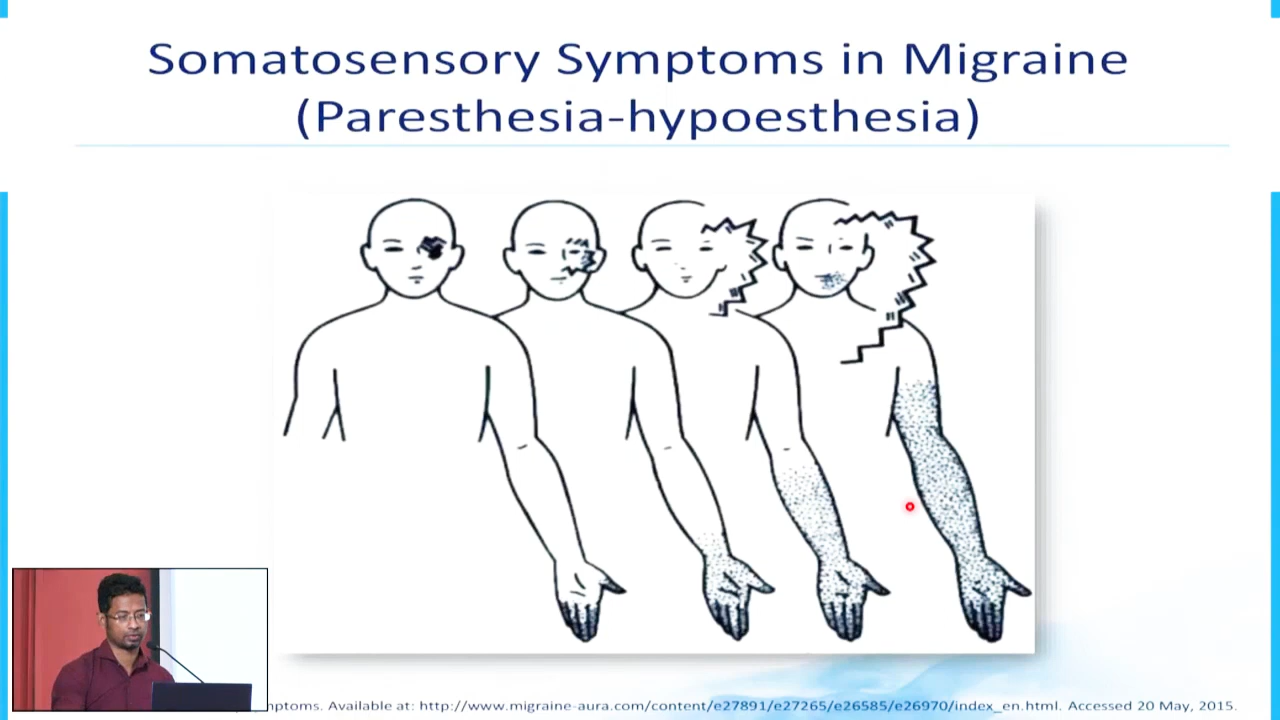 Somatosensory Symptoms in Migraine
(Paresthesia-hypoesthesia)
mptoms. Available at: http://www.migraine-aura.com/content/e27891/e27265/e26585/e26970/index_en.html. Accessed 20 May, 2015.